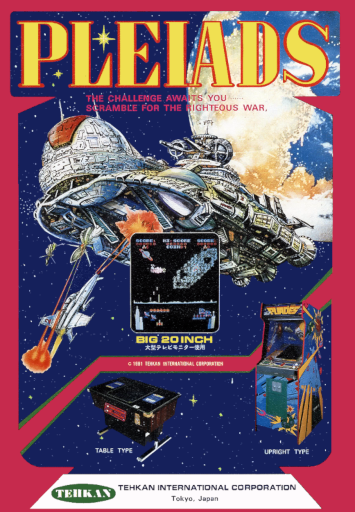 PLEIADS
THE CHALLENGE AWAITS YOU ......
SCRAMBLE FOR THE RIGHTEOUS WAR.
BIG 20 INCH
大型テレビモニター使用
© 1981 TEHKAN INTERNATIONAL CORPORATION
TABLE TYPE
UPRIGHT TYPE
TEHKAN
TEHKAN INTERNATIONAL CORPORATION
Tokyo, Japan